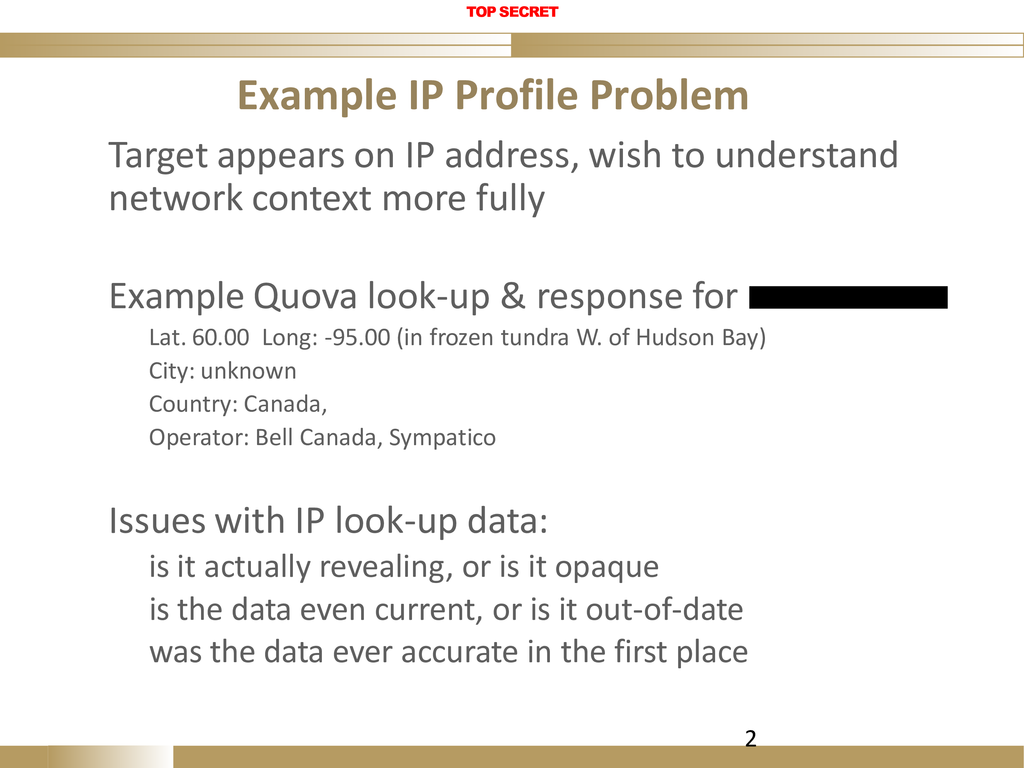 TOP SECRET
Example IP Profile Problem
Target appears on IP address, wish to understand
network context more fully
Example Quova look-up & response for
Lat. 60.00  Long: -95.00 (in frozen tundra W. of Hudson Bay)
City: unknown
Country: Canada,
Operator: Bell Canada, Sympatico
Issues with IP look-up data:
is it actually revealing, or is it opaque
is the data even current, or is it out-of-date
was the data ever accurate in the first place
2